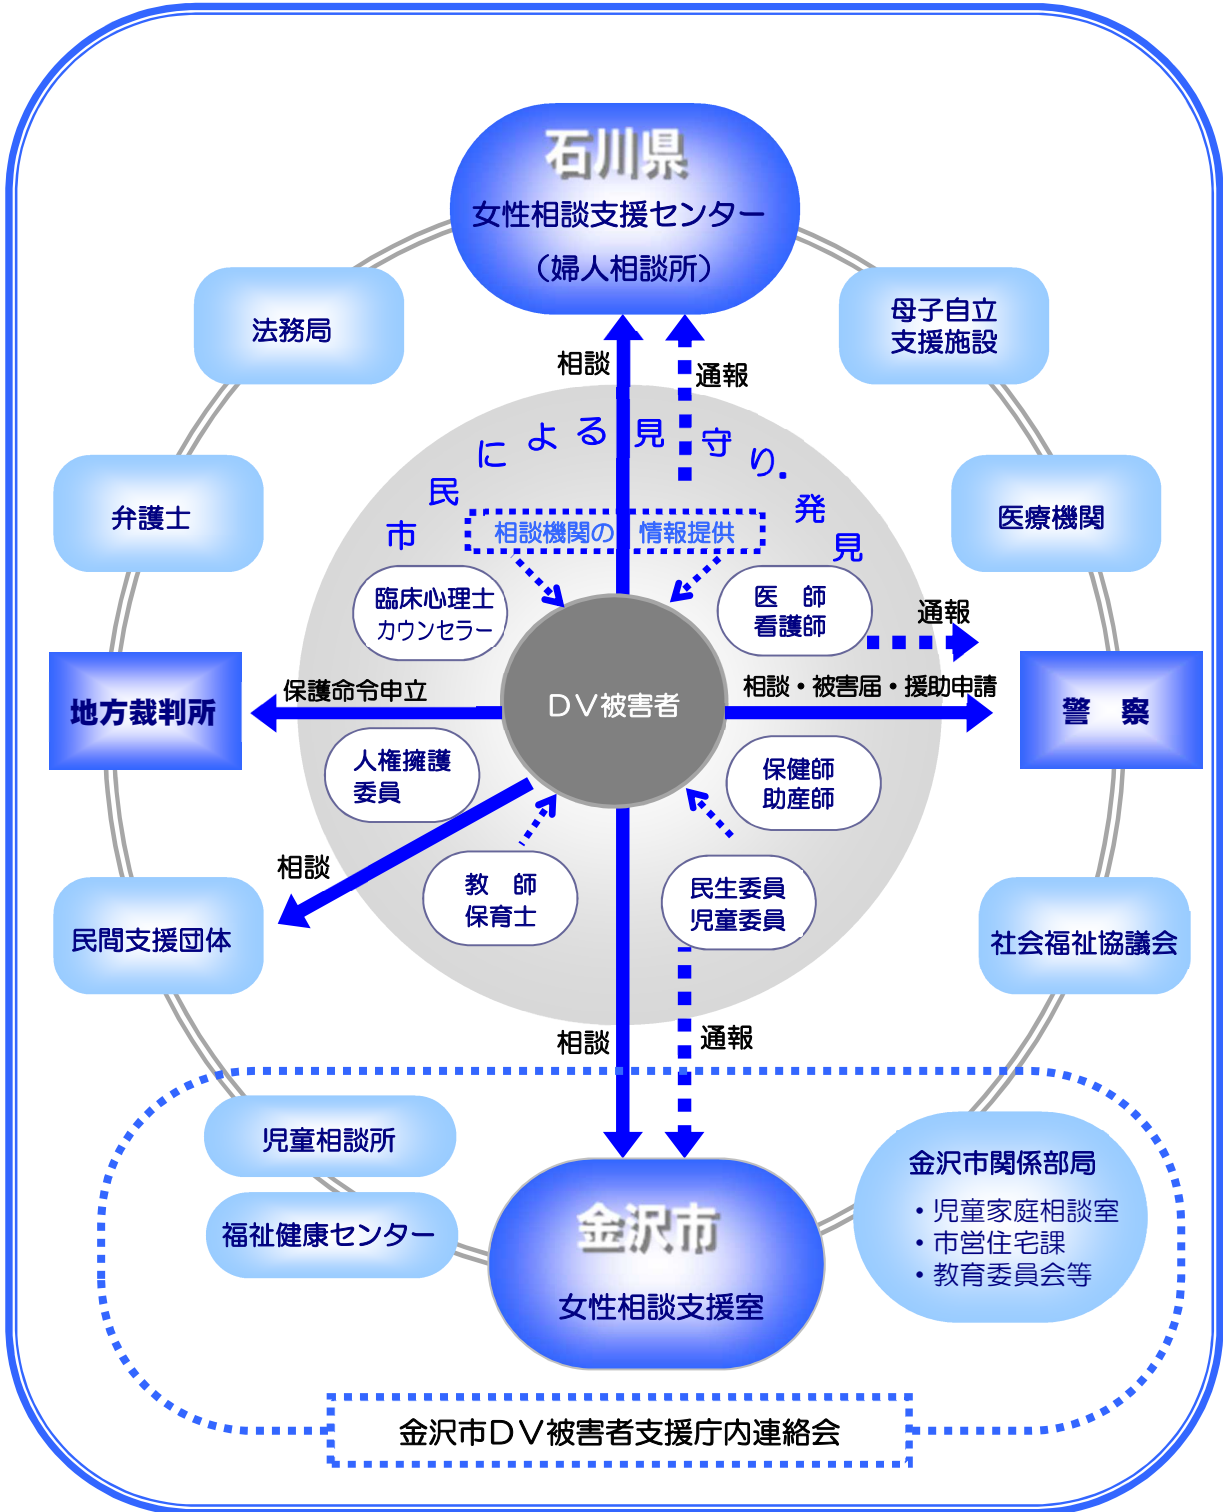 石川県
女性相談支援センター
（婦人相談所）
法務局
母子自立
支援施設
相談
通報
市民による見守り・発見
弁護士
医療機関
相談機関の 情報提供
臨床心理士
カウンセラー
医　師
看護師
通報
地方裁判所
保護命令申立
ＤＶ被害者
相談・被害届・援助申請
警　察
人権擁護
委員
保健師
助産師
相談
教　師
保育士
民生委員
児童委員
民間支援団体
社会福祉協議会
相談
通報
児童相談所
福祉健康センター
金沢市
女性相談支援室
金沢市関係部局
・児童家庭相談室
・市営住宅課
・教育委員会等
金沢市ＤＶ被害者支援庁内連絡会